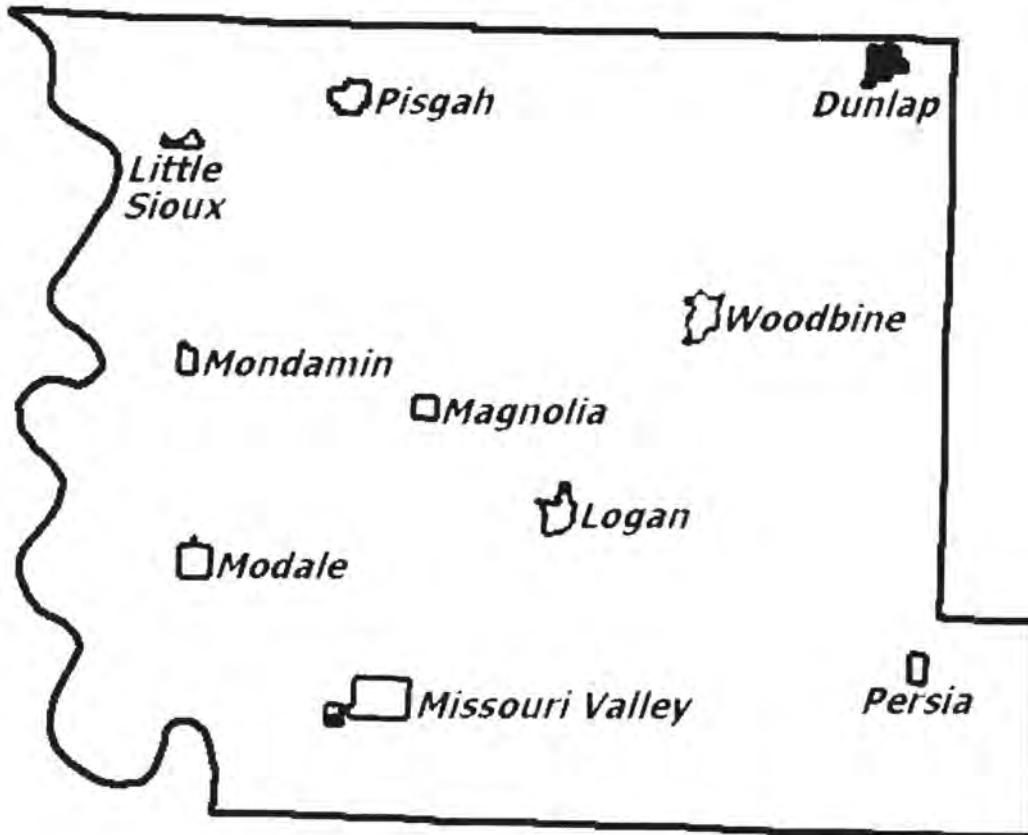 Pisgah
Dunlap
Little
Sioux
Woodbine
Mondamin
Magnolia
Logan
Modale
Missouri Valley
Persia